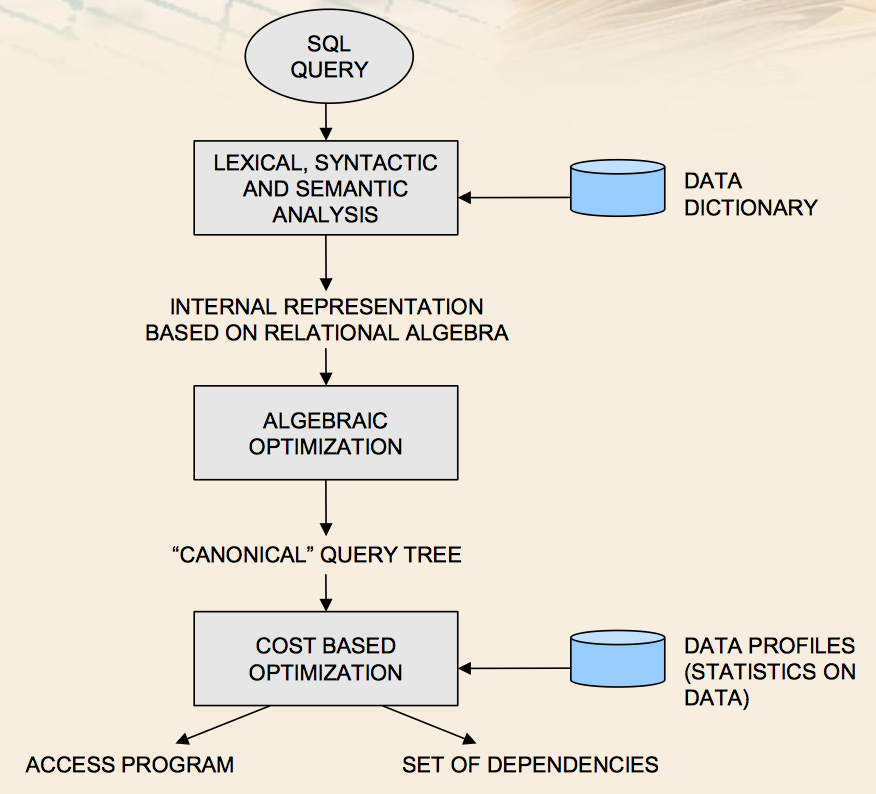 SQL
QUERY
LEXICAL, SYNTACTIC
AND SEMANTIC
ANALYSIS
DATA
DICTIONARY
INTERNAL REPRESENTATION
BASED ON RELATIONAL ALGEBRA
ALGEBRAIC
OPTIMIZATION
“CANONICAL” QUERY TREE
COST BASED
OPTIMIZATION
DATA PROFILES
(STATISTICS ON
DATA)
ACCESS PROGRAM
SET OF DEPENDENCIES